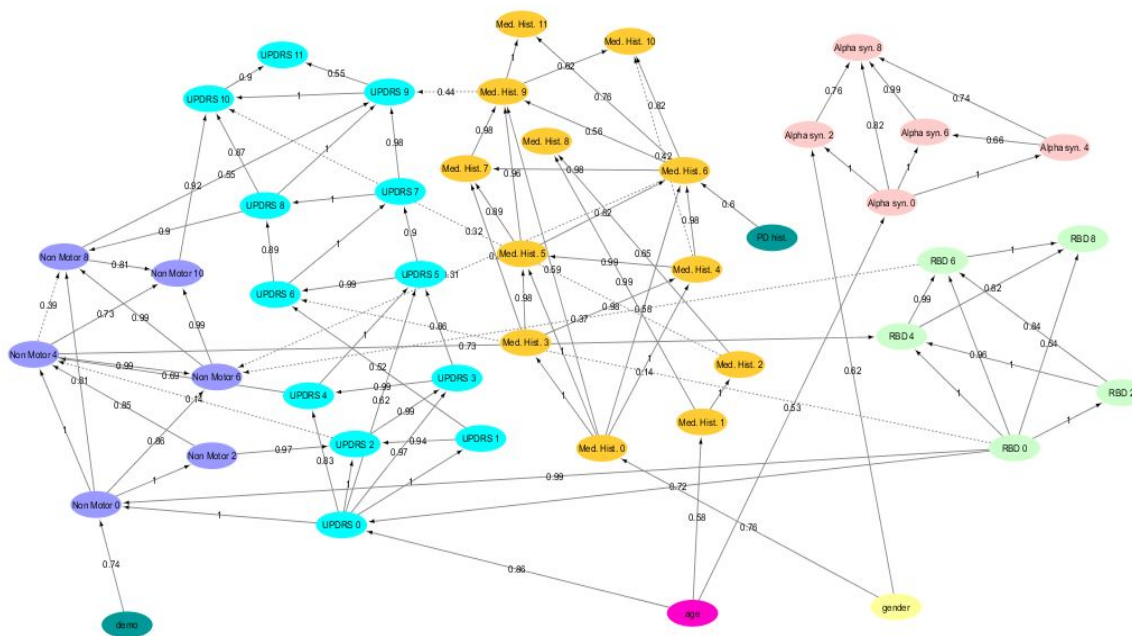 Med. Hist. 11
Med. Hist. 10
Alpha syn. 8
UPDRS 11
1
0.62
0.9
0.55
0.76
0.99
0.74
UPDRS 10
1
UPDRS 9
0.44
Med. Hist. 9
0.76
0.82
0.82
Alpha syn. 2
Alpha syn. 6
0.66
Alpha syn. 4
0.98
0.56
Med. Hist. 8
0.87
1
0.98
0.42
0.55
Med. Hist. 7
0.96
0.98
Med. Hist. 6
1
1
1
0.92
UPDRS 7
0.89
0.6
Alpha syn. 0
UPDRS 8
1
0.82
0.9
0.32
0.98
PD hist.
RBD 8
Non Motor 8
0.89
1
0.9
Med. Hist. 5
0.65
1
RBD 6
0.81
Non Motor 10
UPDRS 5
.31
0.59
0.99
Med. Hist. 4
0.99
0.99
0.82
0.39
UPDRS 6
0.99
0.98
0.98
0.58
0.73
0.99
0.86
0.37
0.84
RBD 4
1
Med. Hist. 3
0.73
Non Motor 4
0.99
0.69
0.52
1
1
0.96
0.54
0.14
Med. Hist. 2
1
0.62
0.81
Non Motor 6
UPDRS 3
0.99
UPDRS 4
1
1
RBD 2
0.85
0.14
0.62
0.99
Med. Hist. 1
0.53
1
0.86
0.97
UPDRS 2
0.94
UPDRS 1
Med. Hist. 0
RBD 0
1
Non Motor 2
0.83
0.97
1
1
0.99
0.72
Non Motor 0
1
UPDRS 0
0.76
0.58
0.74
0.86
demo
age
gender